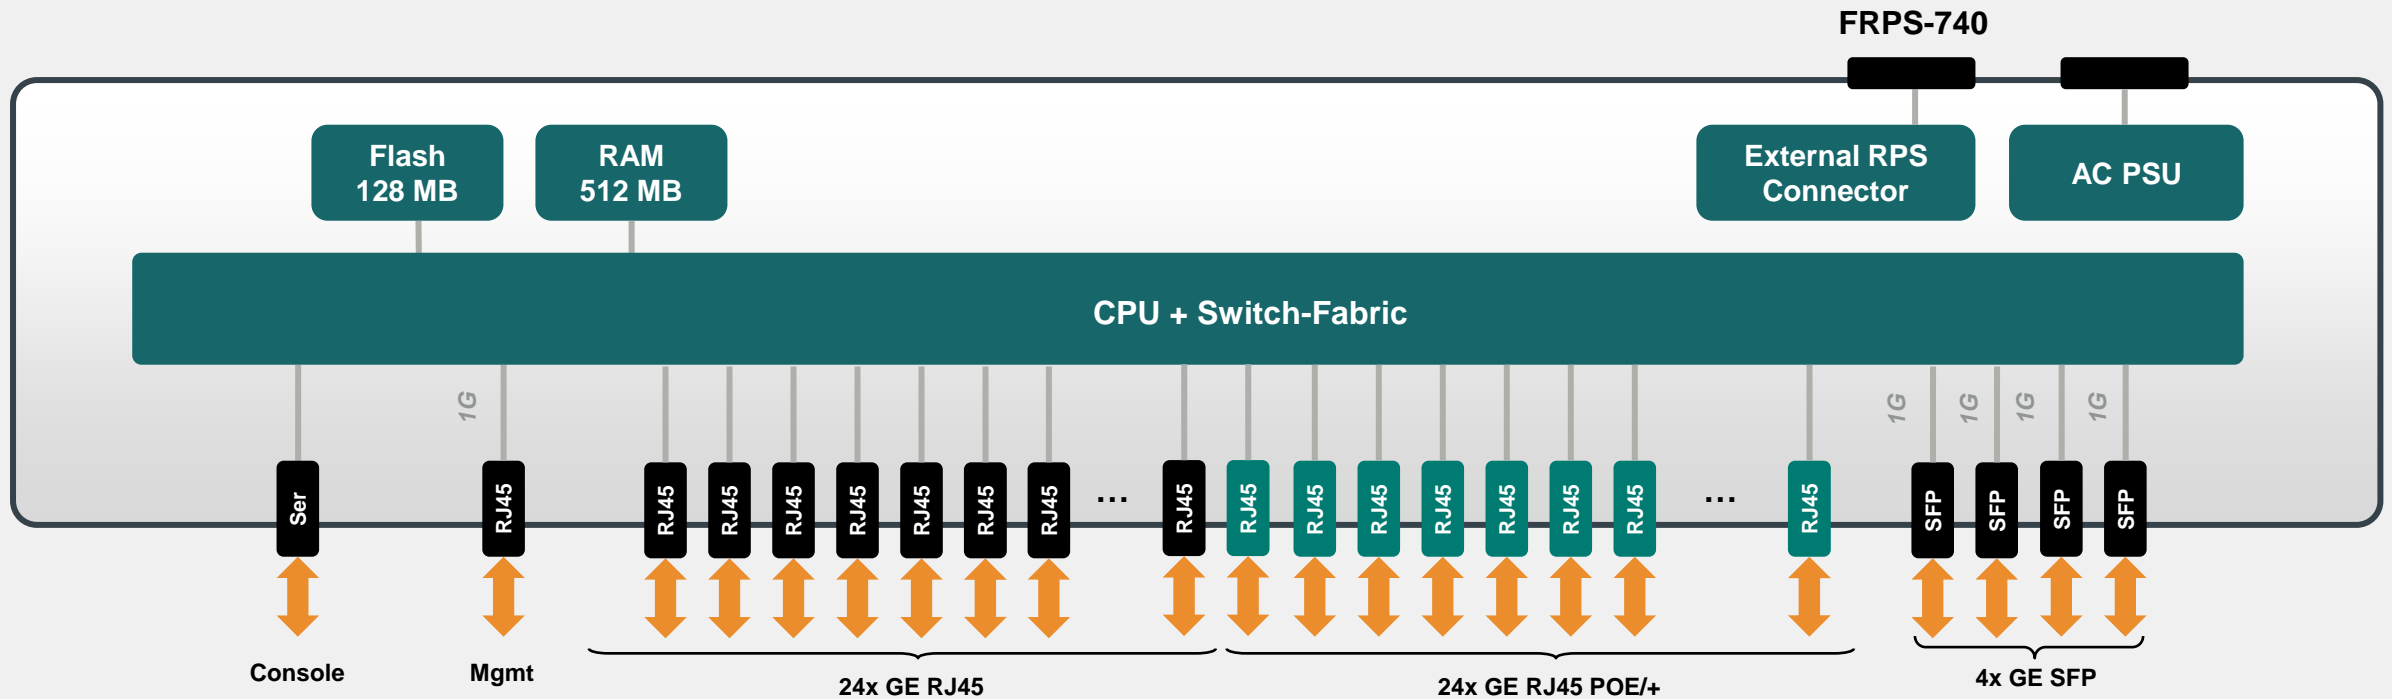 FRPS-740
Flash
128 MB
RAM
512 MB
External RPS
Connector
AC PSU
CPU + Switch-Fabric
1G
1G
1G
1G
1G
Ser
RJ45
RJ45
RJ45
RJ45
RJ45
RJ45
RJ45
RJ45
...
RJ45
RJ45
RJ45
RJ45
RJ45
RJ45
RJ45
RJ45
...
RJ45
SFP
SFP
SFP
SFP
Console
Mgmt
24x GE RJ45
24x GE RJ45 POE/+
4x GE SFP